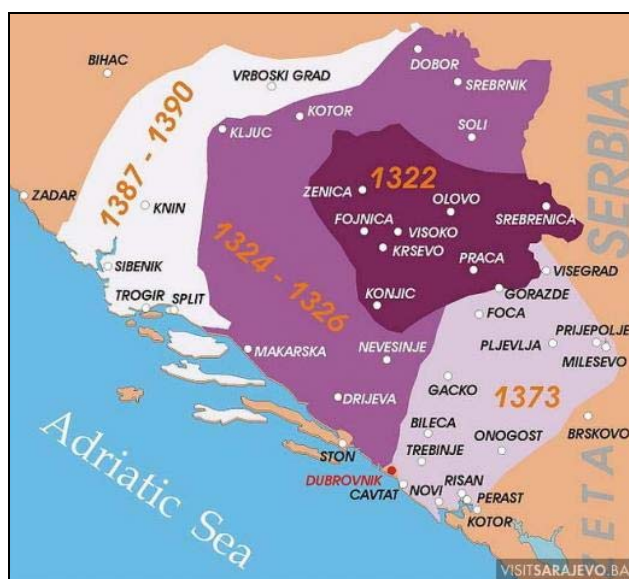 BIHAC
VRBOSKI GRAD
DOBOR
SREBRNIK
KOTOR
KLJUC
SOLI
SERBIA
1387 - 1390
ZADAR
KNIN
ZENICA
1322
OLOVO
SREBRENICA
FOJNICA
VISOKO
KRSEVO
1324 - 1326
PRACA
VISEGRAD
SIBENIK
TROGIR
SPLIT
KONJIC
GORAZDE
FOCA
MAKARSKA
NEVESINJE
PLJEVLJA
PRIJEPOLJE
MILESEVO
GACKO
1373
DRIJEVA
BRSKOVO
BILECA
ONOGOST
STON
TREBINJE
DUBROVNIK
CAVTAT
NOVI
RISAN
PERAST
KOTOR
ZETA
Adriatic Sea
VISITSARAJEVO.BA